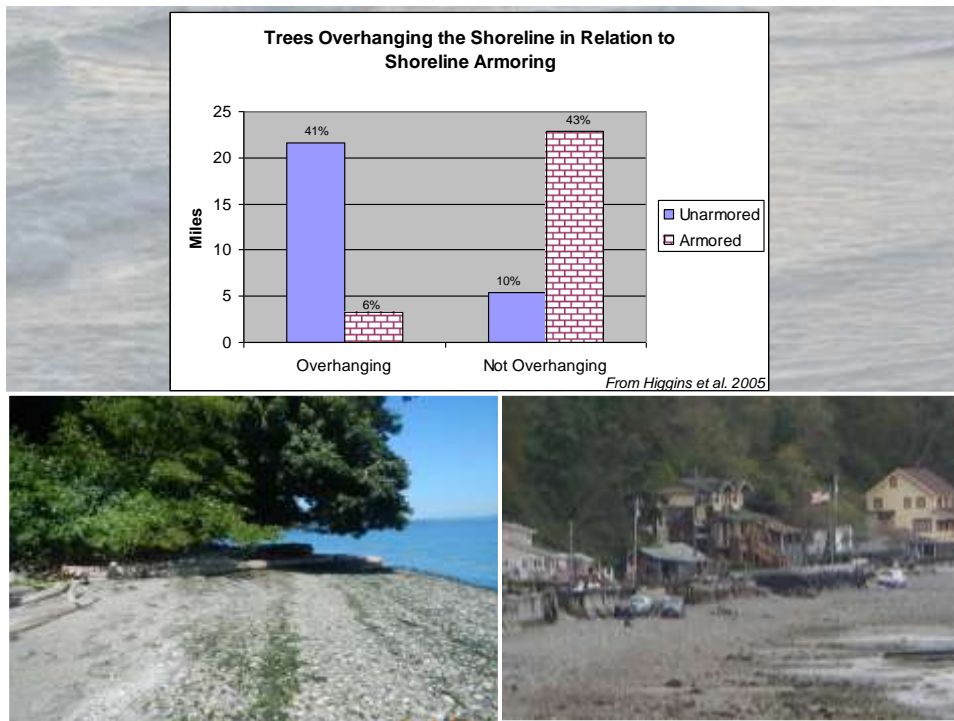 Trees Overhanging the Shoreline in Relation to
Shoreline Armoring
25
20
15
10
5
0
Miles
41%
6%
10%
43%
Overhanging
Not Overhanging
Unarmored
Armored
From Higgins et al. 2005